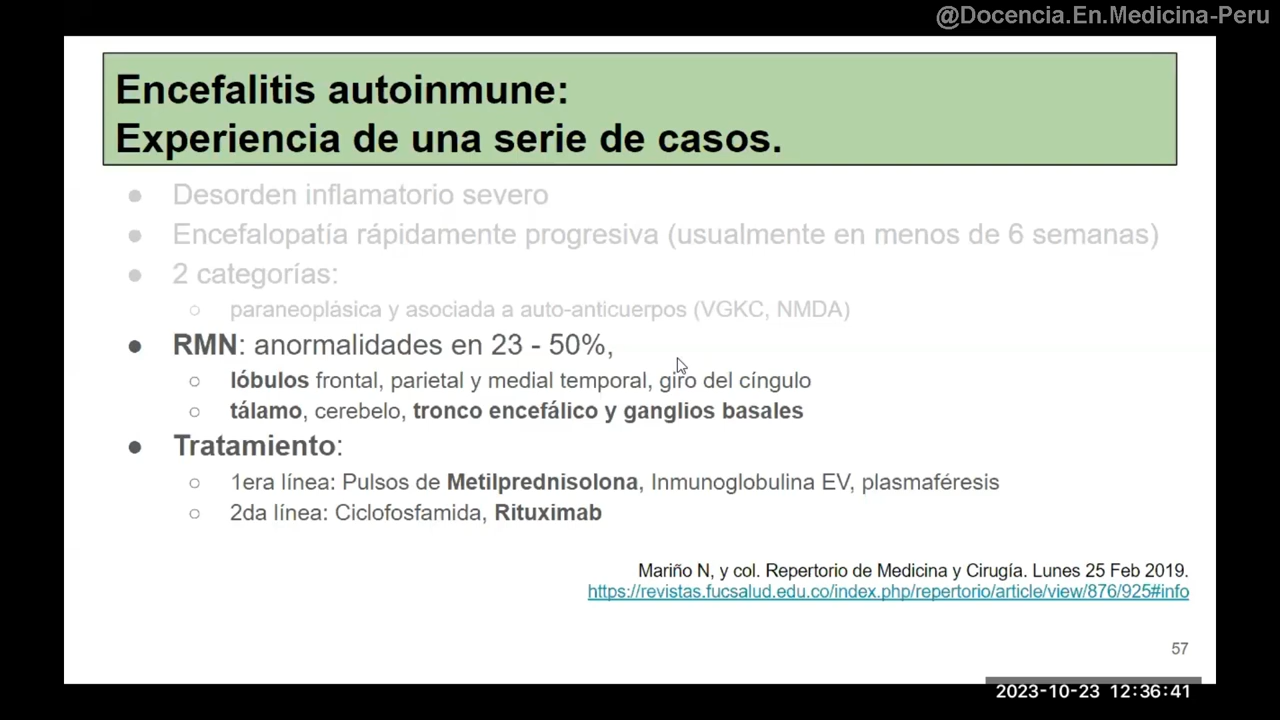 @Docencia.En.Medicina-Peru
Encefalitis autoinmune:
Experiencia de una serie de casos.
● Desorden inflamatorio severo
● Encefalopatía rápidamente progresiva (usualmente en menos de 6 semanas)
● 2 categorías:
○ paraneoplásica y asociada a auto-anticuerpos (VGKC, NMDA)
● RMN: anormalidades en 23 - 50%,
○ lóbulos frontal, parietal y medial temporal, giro del cíngulo
○ tálamo, cerebelo, tronco encefálico y ganglios basales
● Tratamiento:
○ 1era línea: Pulsos de Metilprednisolona, Inmunoglobulina EV, plasmaféresis
○ 2da línea: Ciclofosfamida, Rituximab
Mariño N, y col. Repertorio de Medicina y Cirugía. Lunes 25 Feb 2019.
https://revistas.fucsalud.edu.co/index.php/repertorio/article/view/876/925#info
57
2023-10-23 12:36:41